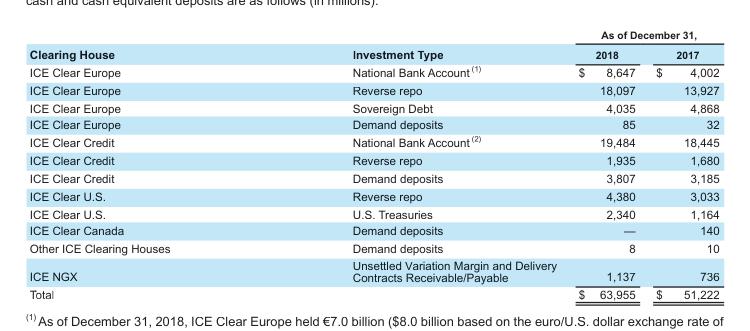 cash and cash equivalent deposits are as follows (in millions):
As of December 31,
Clearing House Investment Type 2018 2017
ICE Clear Europe National Bank Account (1) $ 8,647 $ 4,002
ICE Clear Europe Reverse repo 18,097 13,927
ICE Clear Europe Sovereign Debt 4,035 4,868
ICE Clear Europe Demand deposits 85 32
ICE Clear Credit National Bank Account (2) 19,484 18,445
ICE Clear Credit Reverse repo 1,935 1,680
ICE Clear Credit Demand deposits 3,807 3,185
ICE Clear U.S. Reverse repo 4,380 3,033
ICE Clear U.S. U.S. Treasuries 2,340 1,164
ICE Clear Canada Demand deposits — 140
Other ICE Clearing Houses Demand deposits 8 10
Unsettled Variation Margin and Delivery
ICE NGX Contracts Receivable/Payable 1,137 736
Total $ 63,955 $ 51,222
(1) As of December 31, 2018, ICE Clear Europe held €7.0 billion ($8.0 billion based on the euro/U.S. dollar exchange rate of